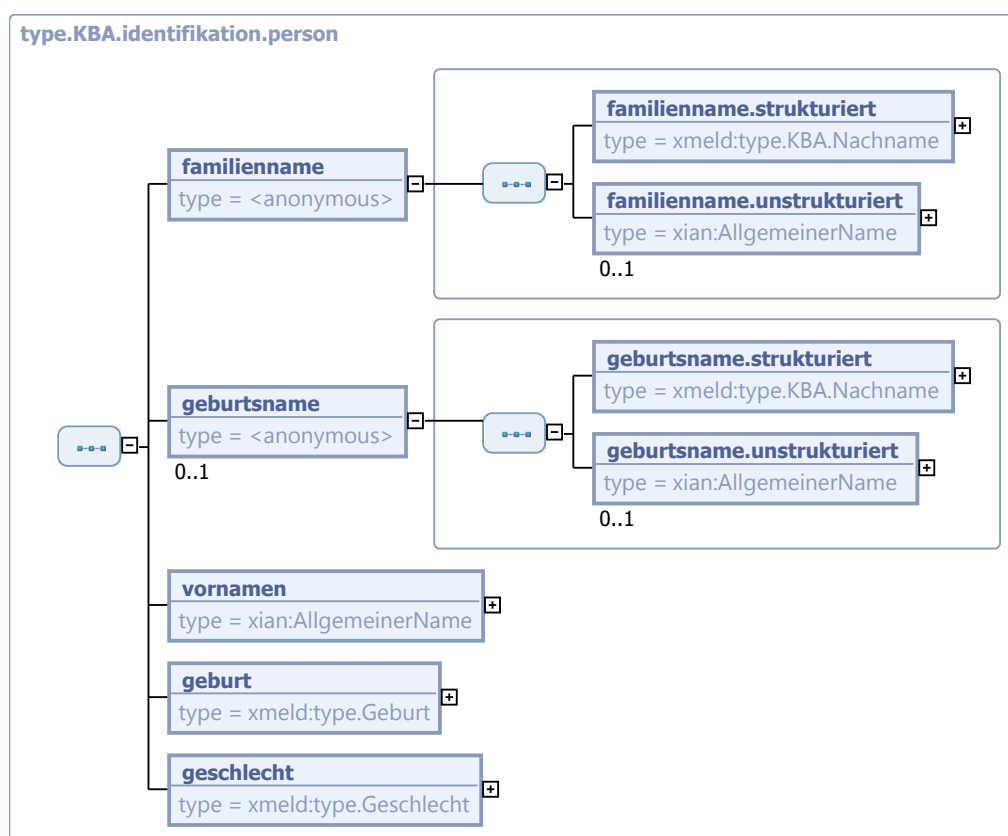 type.KBA.identifikation.person
familienname
type = <anonymous>
familienname.strukturiert
type = xmeld:type.KBA.Nachname
familienname.unstrukturiert
type = xian:AllgemeinerName
0..1
geburtsname
type = <anonymous>
0..1
geburtsname.strukturiert
type = xmeld:type.KBA.Nachname
geburtsname.unstrukturiert
type = xian:AllgemeinerName
0..1
vornamen
type = xian:AllgemeinerName
geburt
type = xmeld:type.Geburt
geschlecht
type = xmeld:type.Geschlecht